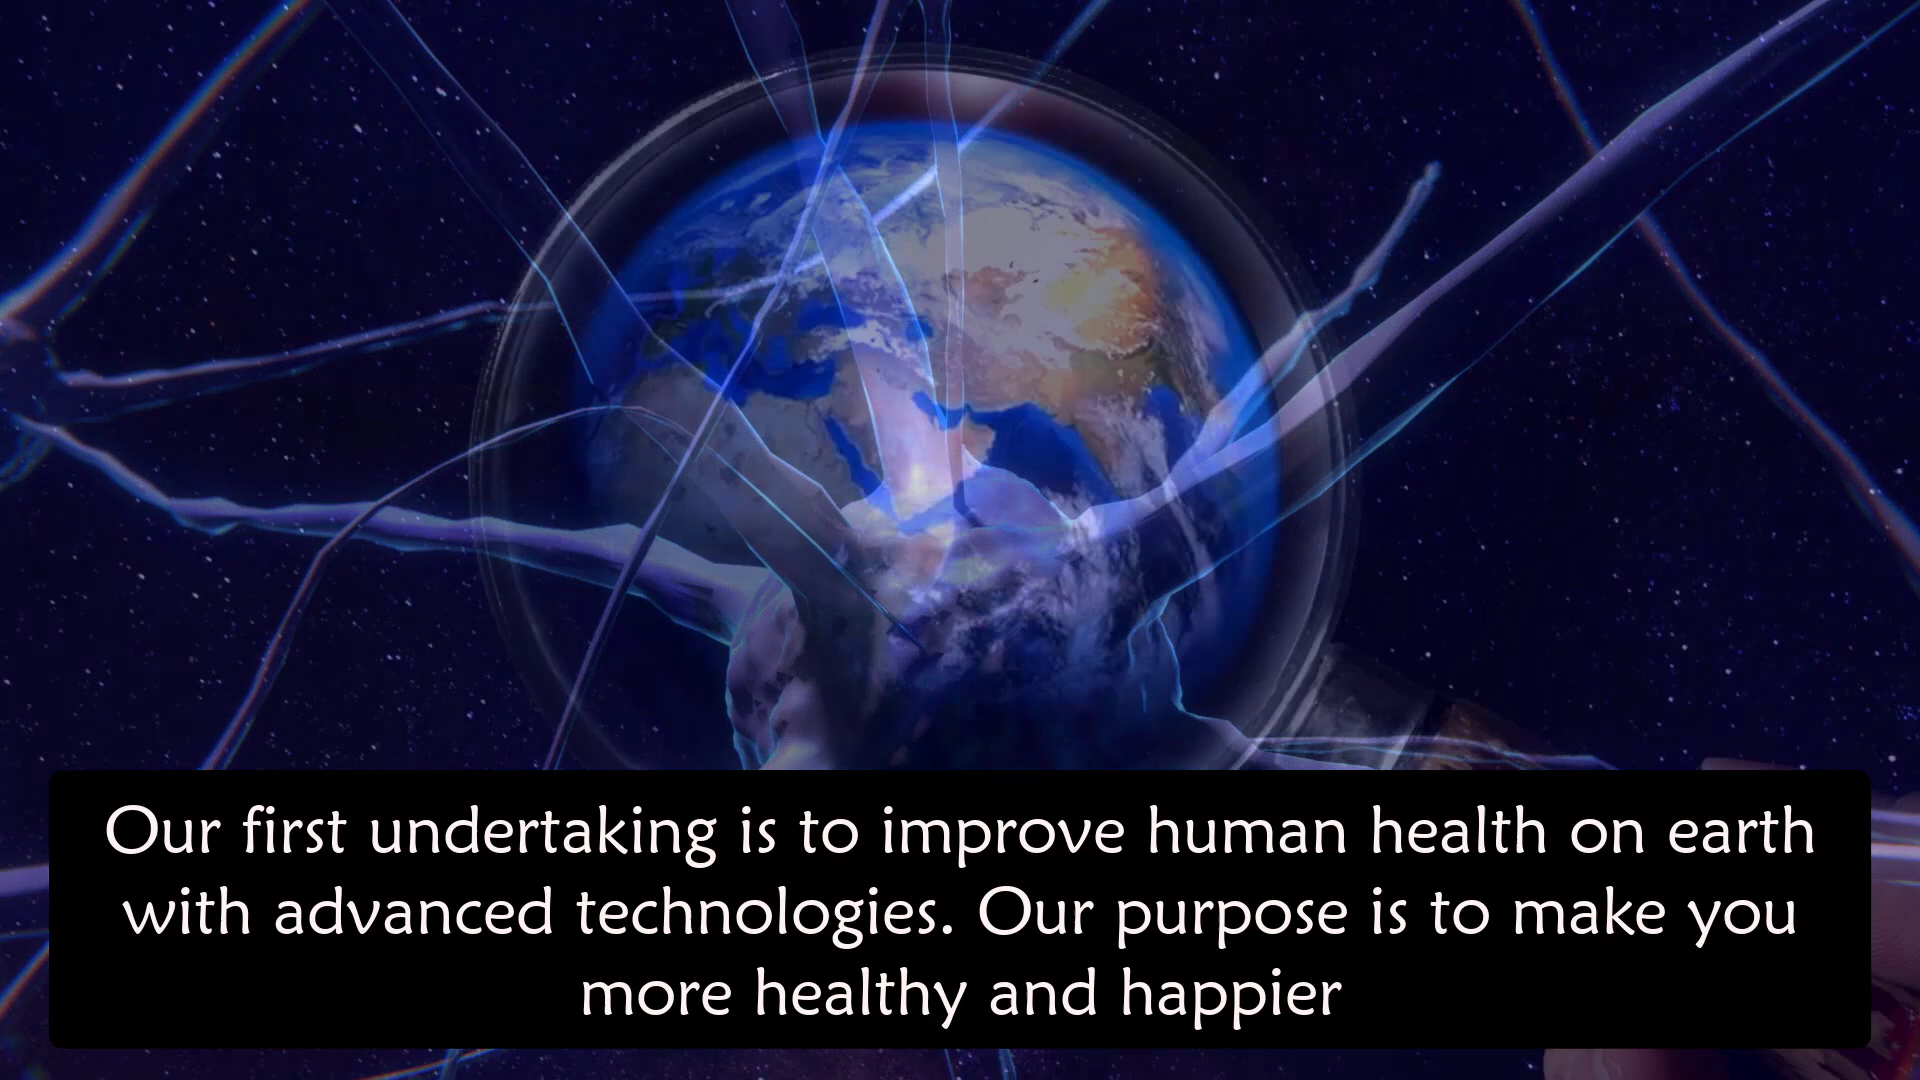 Our first undertaking is to improve human health on earth
with advanced technologies. Our purpose is to make you
more healthy and happier